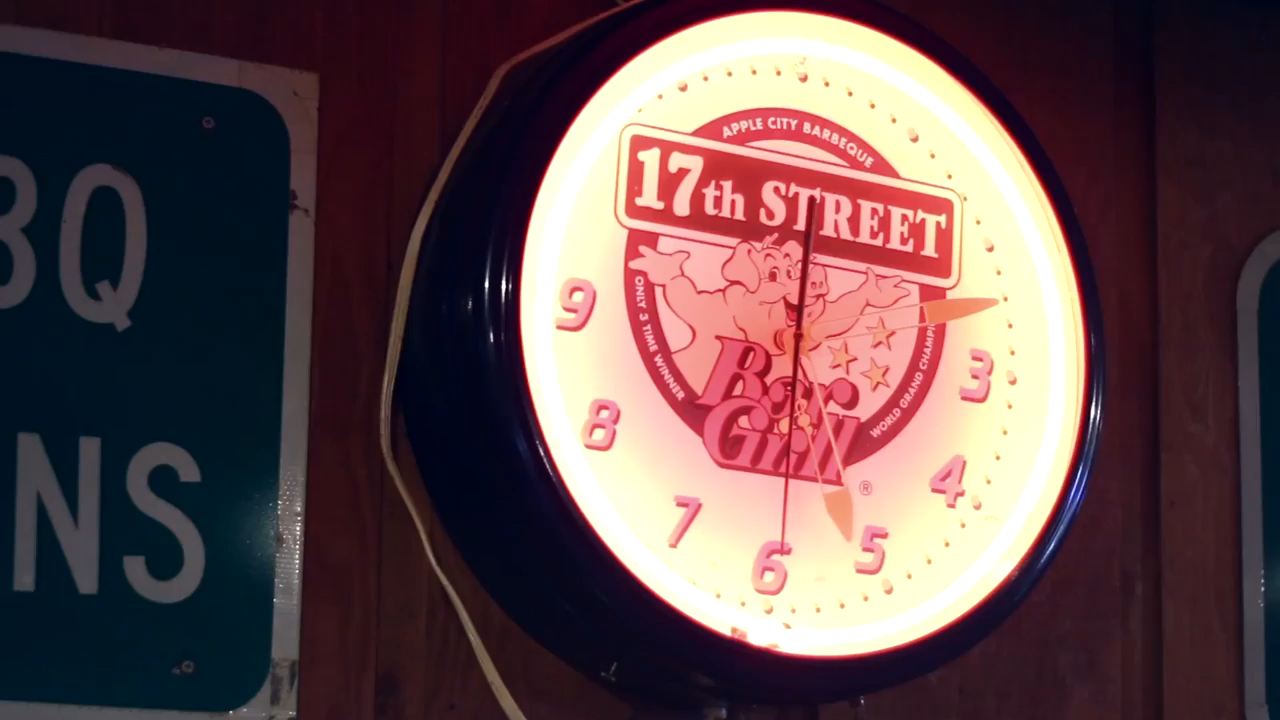 BQ
NS
APPLE CITY BARBEQUE
17th STREET
ONLY 3 TIME WINNER
WORLD GRAND CHAMPI
Bar
&
Grill
®
9
3
8
4
7
5
6